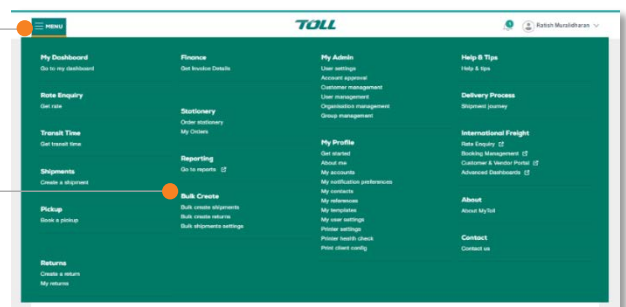 MENU
TOLL
Ratish Muralidharan
My Dashboard
Go to my dashboard
Rate Enquiry
Get rate
Transit Time
Get transit time
Shipments
Create a shipment
Pickup
Book a pickup
Returns
Create a return
My returns
Finance
Get Invoice Details
Stationery
Order stationery
My Orders
Reporting
Go to reports
Bulk Create
Bulk create shipments
Bulk create returns
Bulk shipments settings
My Admin
User settings
Account approval
Customer management
User management
Organisation management
Group management
My Profile
Get started
About me
My accounts
My notification preferences
My contacts
My references
My templates
My user settings
Printer settings
Printer health check
Print client config
Help & Tips
Help & tips
Delivery Process
Shipment journey
International Freight
Rate Enquiry
Booking Management
Customer & Vendor Portal
Advanced Dashboards
About
About MyToll
Contact
Contact us